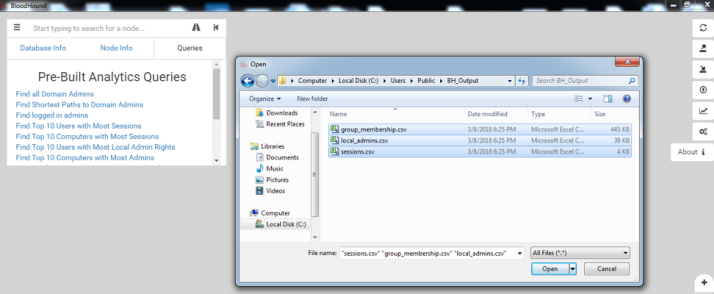 BloodHound
Start typing to search for a node...
Database Info Node Info Queries
Pre-Built Analytics Queries
Find all Domain Admins
Find Shortest Paths to Domain Admins
Find logged in admins
Find Top 10 Users with Most Sessions
Find Top 10 Computers with Most Sessions
Find Top 10 Users with Most Local Admin Rights
Find Top 10 Computers with Most Admins
Open
Computer Local Disk (C:) Users Public BH_Output
Search BH_Output
Organize New folder
Downloads
Recent Places
Libraries
Documents
Music
Pictures
Videos
Computer
Local Disk (C:)
Name Date modified Type Size
group_membership.csv 3/8/2018 6:25 PM Microsoft Excel C... 445 KB
local_admins.csv 3/8/2018 6:25 PM Microsoft Excel C... 39 KB
sessions.csv 3/8/2018 6:25 PM Microsoft Excel C... 4 KB
File name: "sessions.csv" "group_membership.csv" "local_admins.csv"
All Files (*.*)
Open Cancel
About